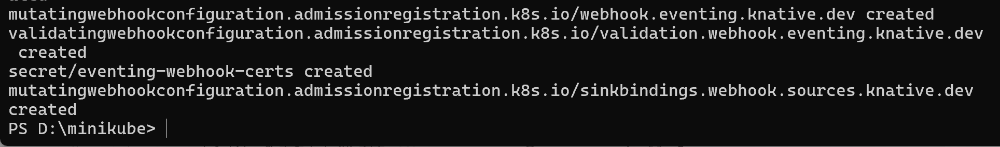 mutatingwebhookconfiguration.admissionregistration.k8s.io/webhook.eventing.knative.dev created
validatingwebhookconfiguration.admissionregistration.k8s.io/validation.webhook.eventing.knative.dev
created
secret/eventing-webhook-certs created
mutatingwebhookconfiguration.admissionregistration.k8s.io/sinkbindings.webhook.sources.knative.dev
created
PS D:\minikube>